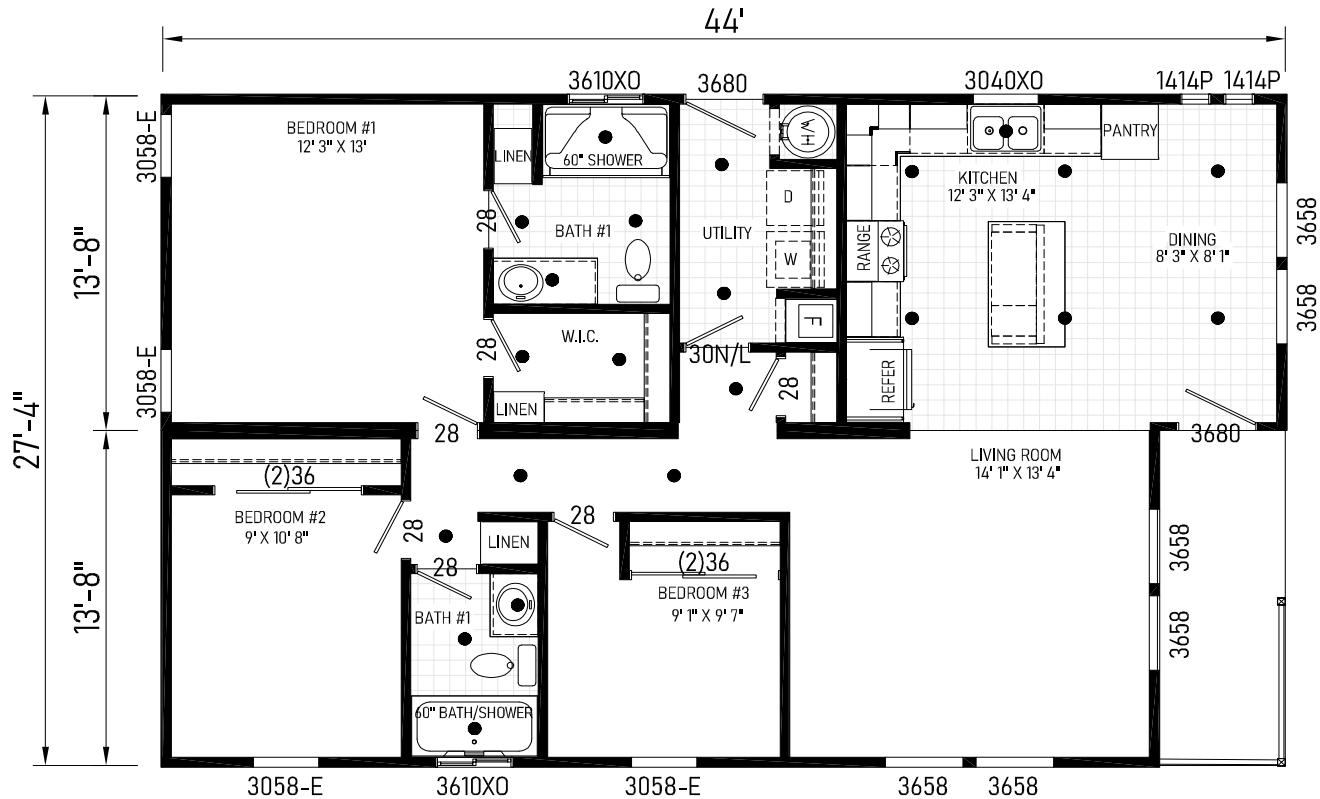 44'
3610XO
3680
3040XO
1414P
1414P
3058-E
BEDROOM #1
12' 3" X 13'
LINEN
60" SHOWER
WH
PANTRY
KITCHEN
12' 3" X 13' 4"
D
28
BATH #1
UTILITY
RANGE
DINING
8' 3" X 8' 1"
3658
13'-8"
W
3658
F
W.I.C.
28
30N/L
3058-E
REFER
28
LINEN
27'-4"
28
3680
LIVING ROOM
14' 1" X 13' 4"
(2)36
BEDROOM #2
9' X 10' 8"
28
28
LINEN
3658
28
(2)36
BEDROOM #3
9' 1" X 9' 7"
13'-8"
BATH #1
3658
60" BATH/SHOWER
3058-E
3610XO
3058-E
3658
3658